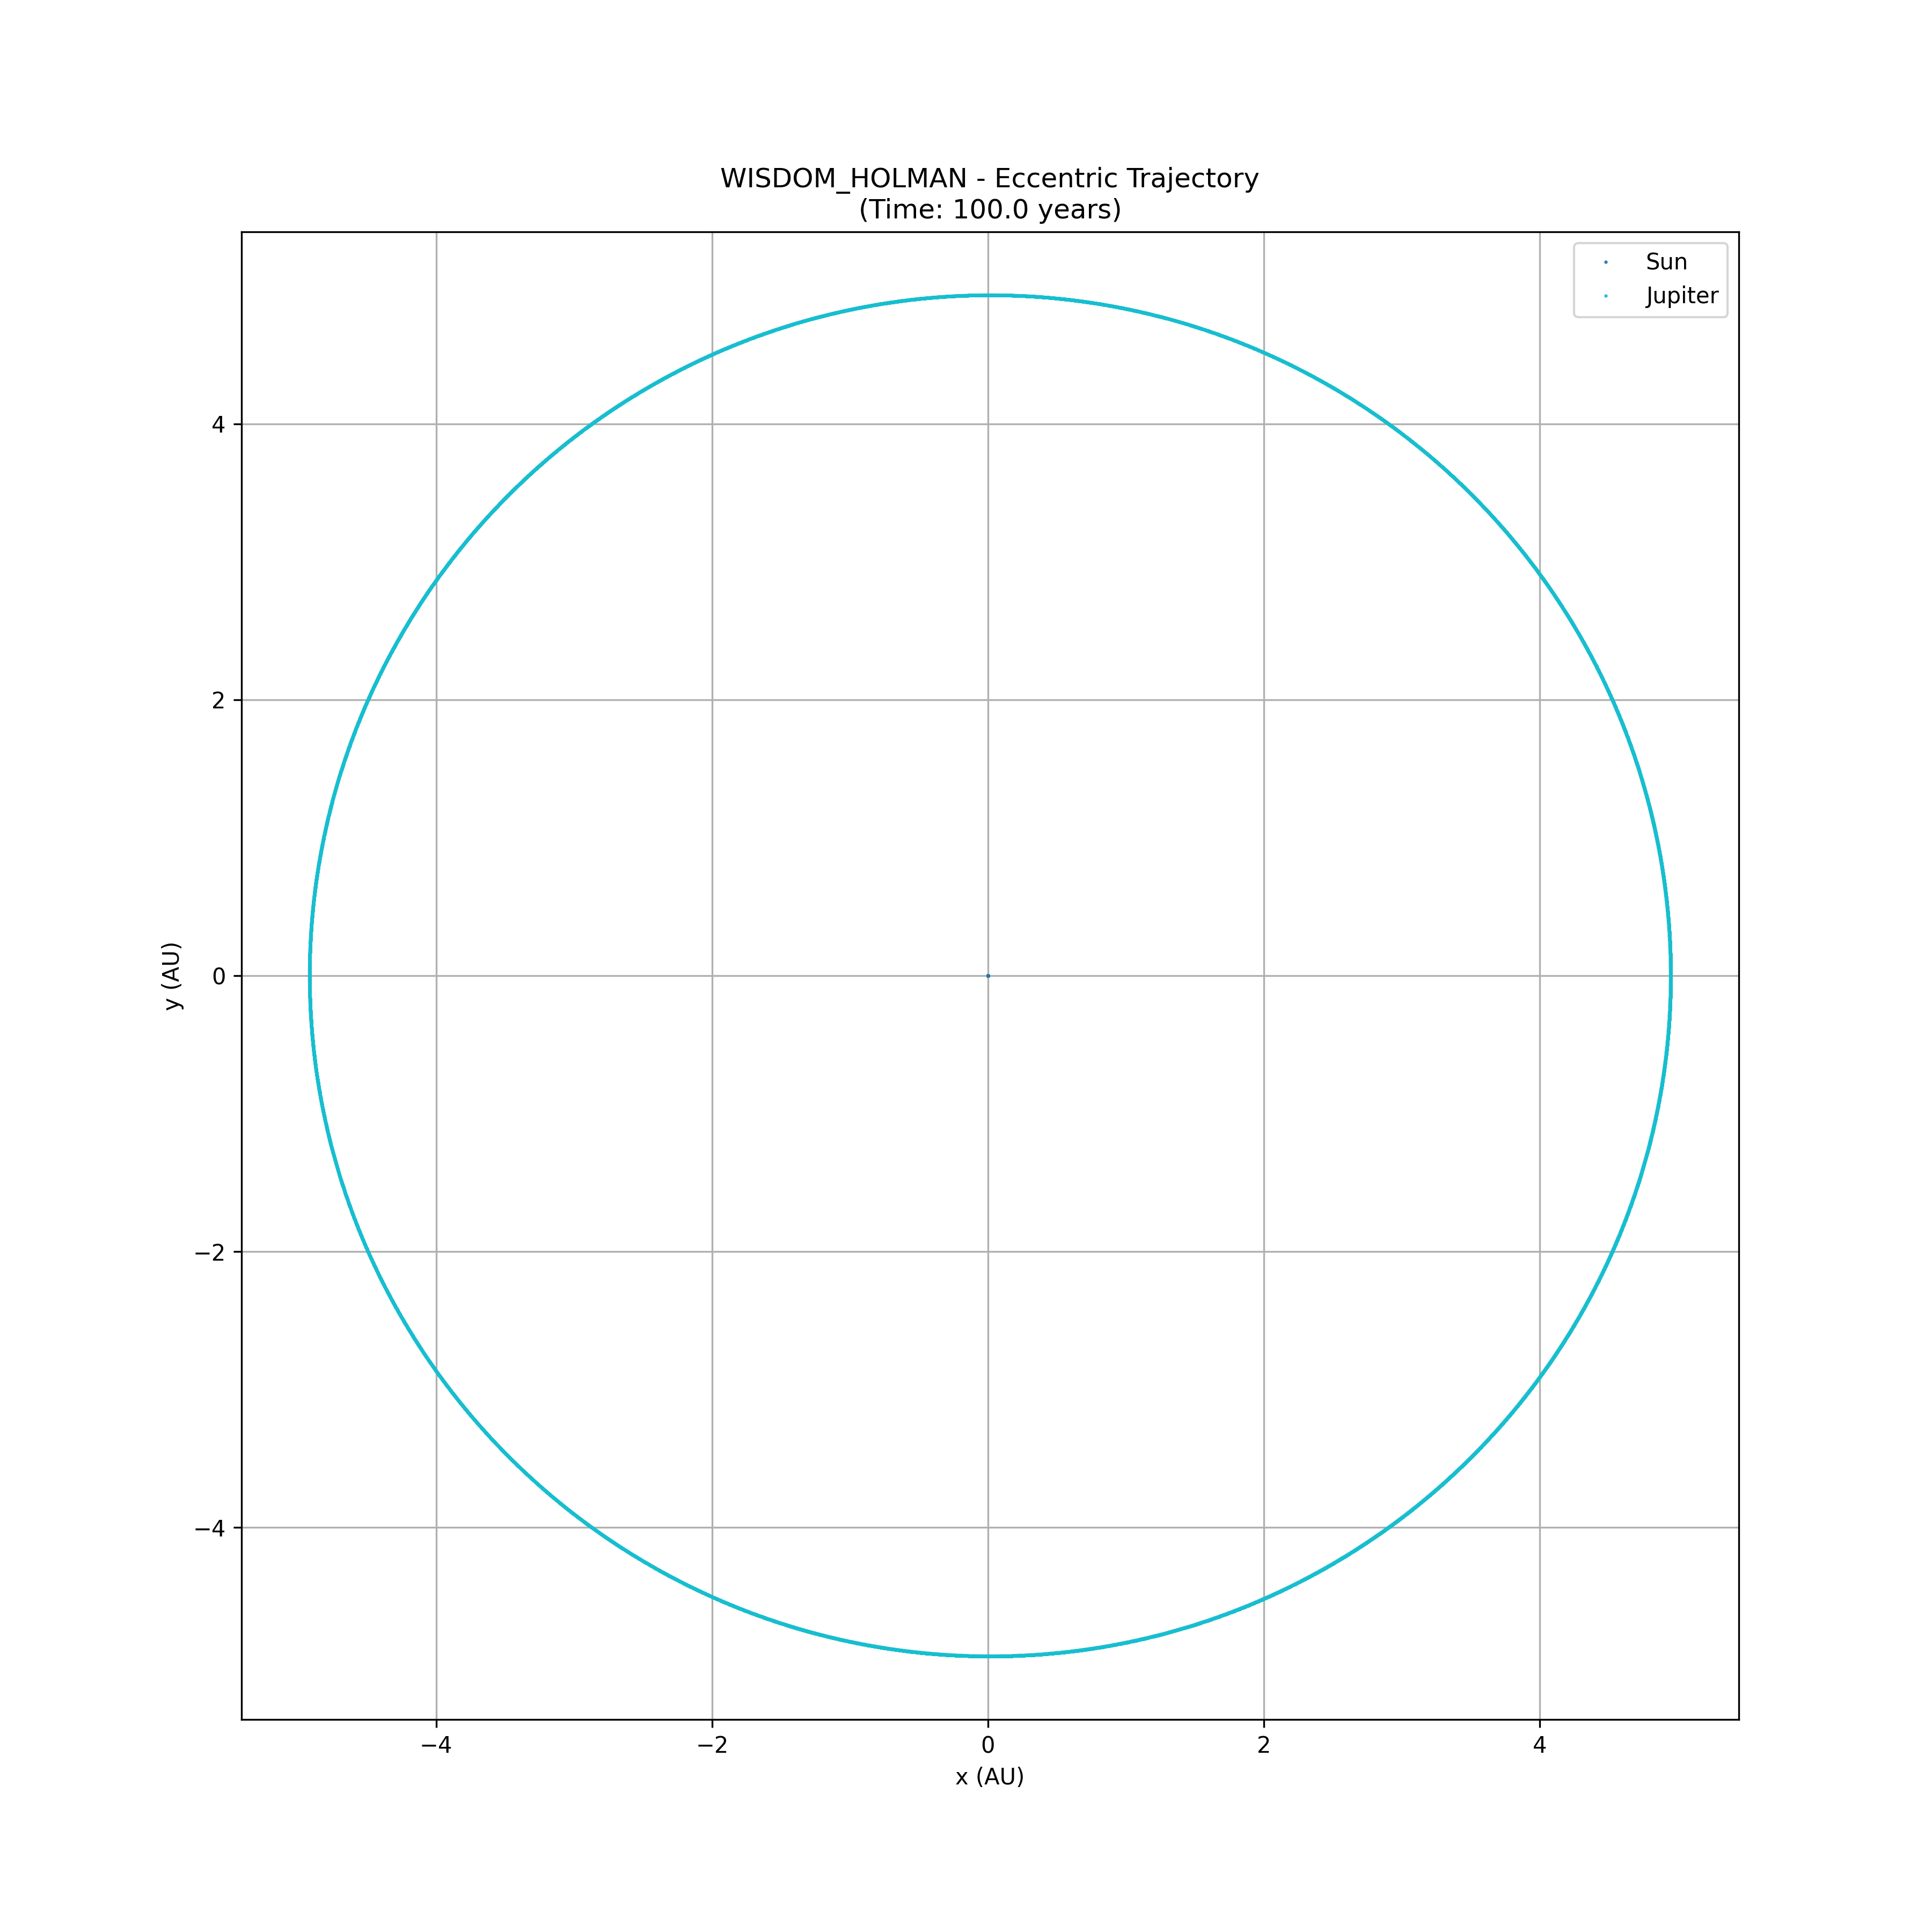 WISDOM_HOLMAN - Eccentric Trajectory
(Time: 100.0 years)
Sun
Jupiter
4
2
0
−2
−4
y (AU)
−4 −2 0 2 4
x (AU)